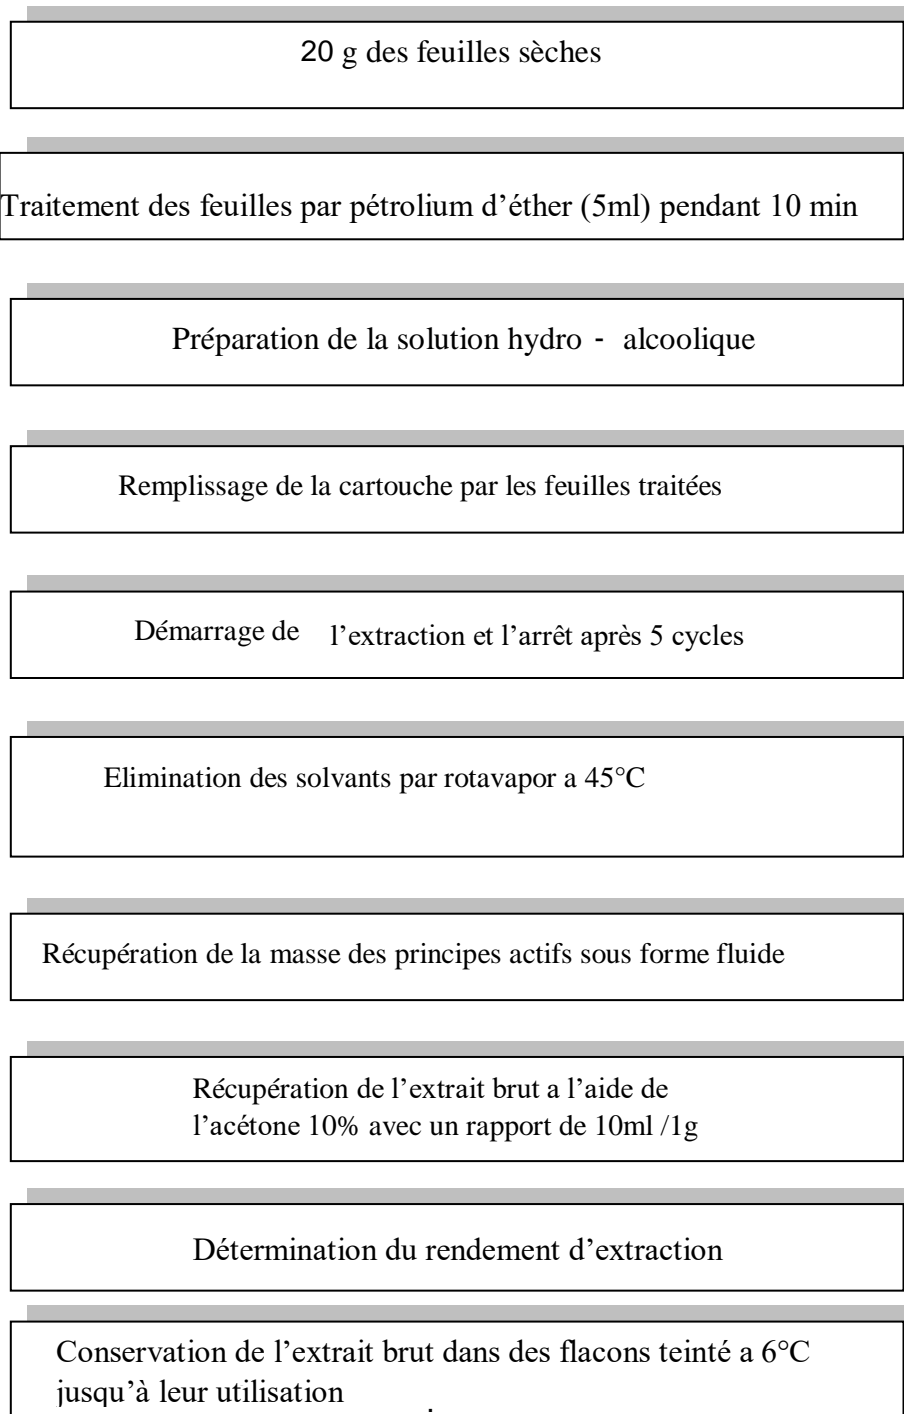 20 g des feuilles sèches
Traitement des feuilles par pétrolium d’éther (5ml) pendant 10 min
Préparation de la solution hydro - alcoolique
Remplissage de la cartouche par les feuilles traitées
Démarrage de l’extraction et l’arrêt après 5 cycles
Elimination des solvants par rotavapor a 45°C
Récupération de la masse des principes actifs sous forme fluide
Récupération de l’extrait brut a l’aide de
l’acétone 10% avec un rapport de 10ml /1g
Détermination du rendement d’extraction
Conservation de l’extrait brut dans des flacons teinté a 6°C
jusqu’à leur utilisation